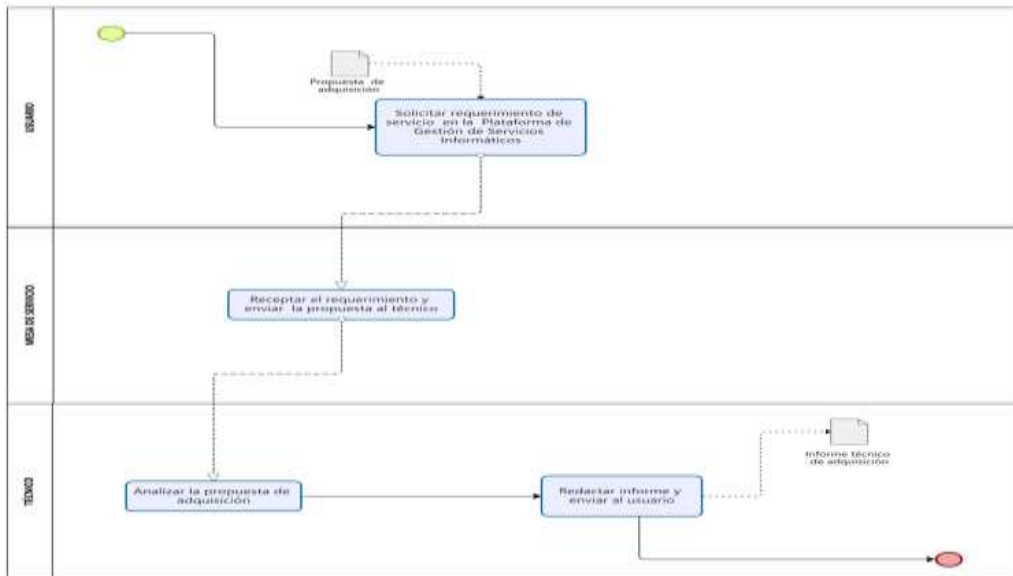 USUARIO
Propuesta de
adquisición
Solicitar requerimiento de
servicio en la Plataforma de
Gestión de Servicios
Informáticos
MESA DE SERVICIO
Receptar el requerimiento y
enviar la propuesta al técnico
TÉCNICO
Analizar la propuesta de
adquisición
Redactar informe y
enviar al usuario
Informe técnico
de adquisición